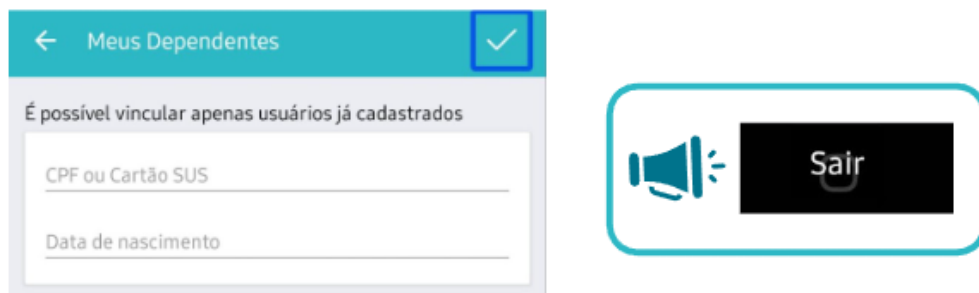 Meus Dependentes
É possível vincular apenas usuários já cadastrados
CPF ou Cartão SUS
Data de nascimento
Sair